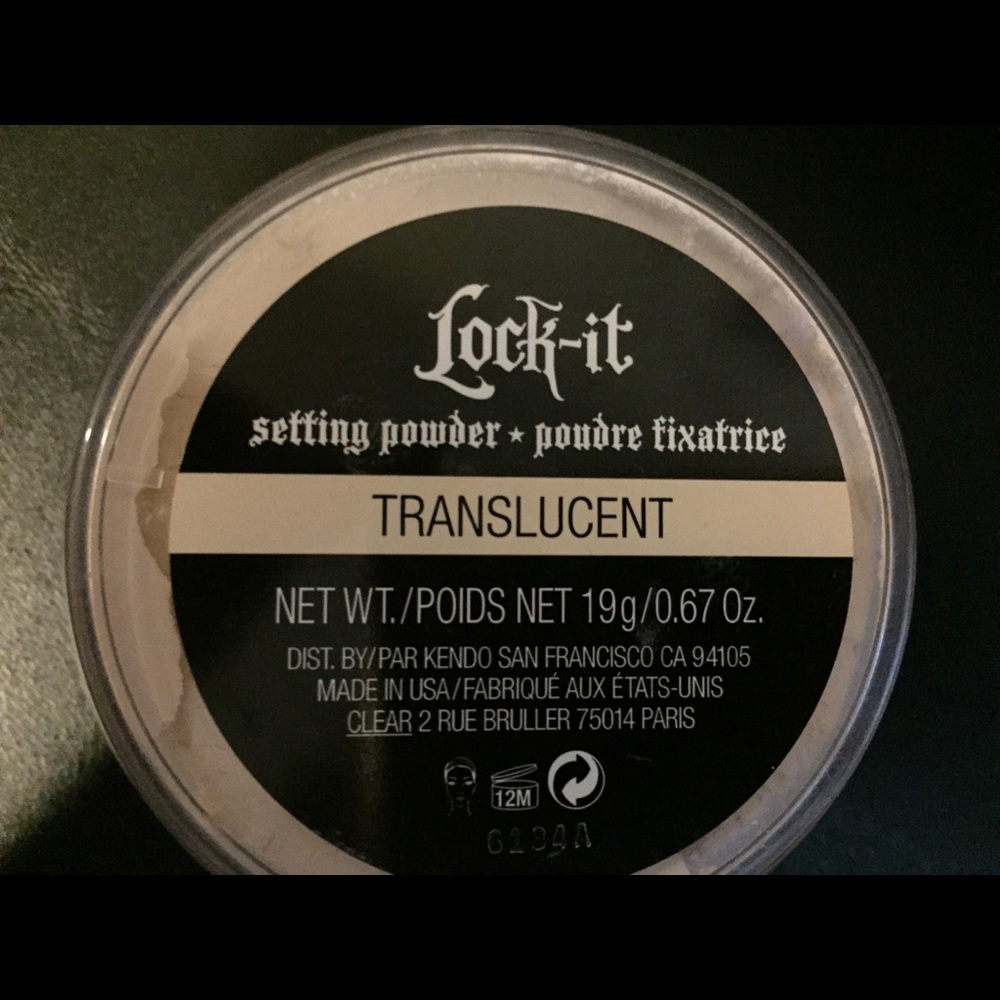 Lock-it
setting powder ★ poudre fixatrice
TRANSLUCENT
NET WT./POIDS NET 19g/0.67 Oz.
DIST. BY/PAR KENDO SAN FRANCISCO CA 94105
MADE IN USA/FABRIQUÉ AUX ÉTATS-UNIS
CLEAR 2 RUE BRULLER 75014 PARIS
12M